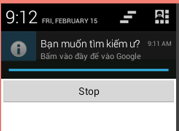 9:12 FRI, FEBRUARY 15
Bạn muốn tìm kiếm ư? 9:11 AM
Bấm vào đây để vào Google
Stop